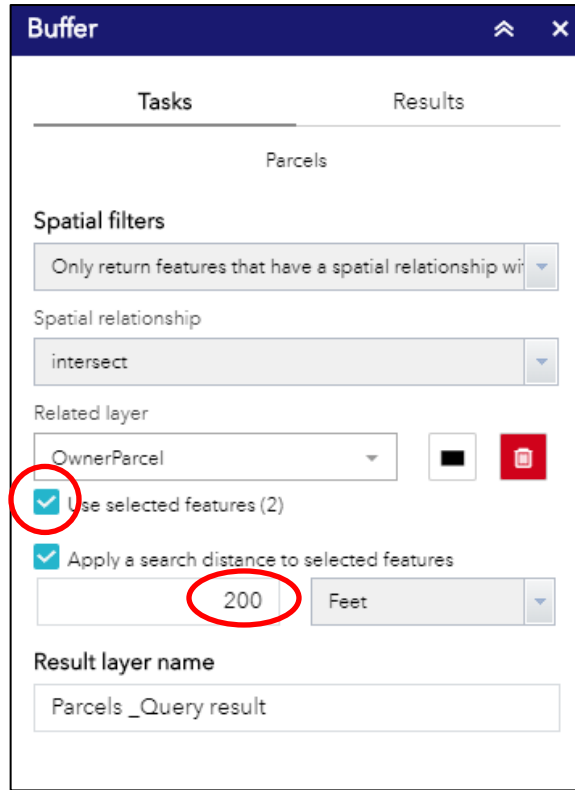 Buffer
Tasks Results
Parcels
Spatial filters
Only return features that have a spatial relationship wi
Spatial relationship
intersect
Related layer
OwnerParcel
Use selected features (2)
Apply a search distance to selected features
200 Feet
Result layer name
Parcels _Query result